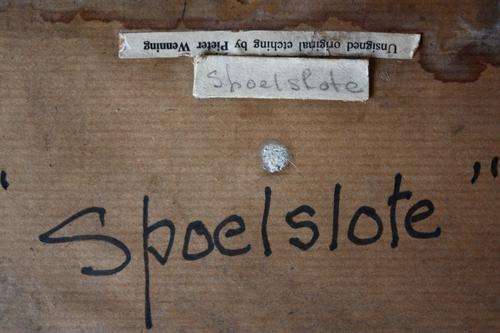 Unsigned original etching by Pieter Wenning
Spoelslote
"Spoelslote"